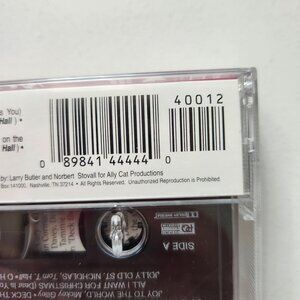 s You)
Hall) •
40012
on the
Hall) •
0 89841 44444 0
by: Larry Butler and Norbert Stovall for Ally Cat Productions
Box 141000, Nashville, TN 37214 • All Rights Reserved. Unauthorized Reproduction is Prohibited.
SIDE A
JOLLY OLD ST. NICHOLAS, Tom T. Hall • O H
ALL I WANT FOR CHRISTMAS (Dear Is Yo
JOY TO THE WORLD, Mickey Gilley •
DECK TH